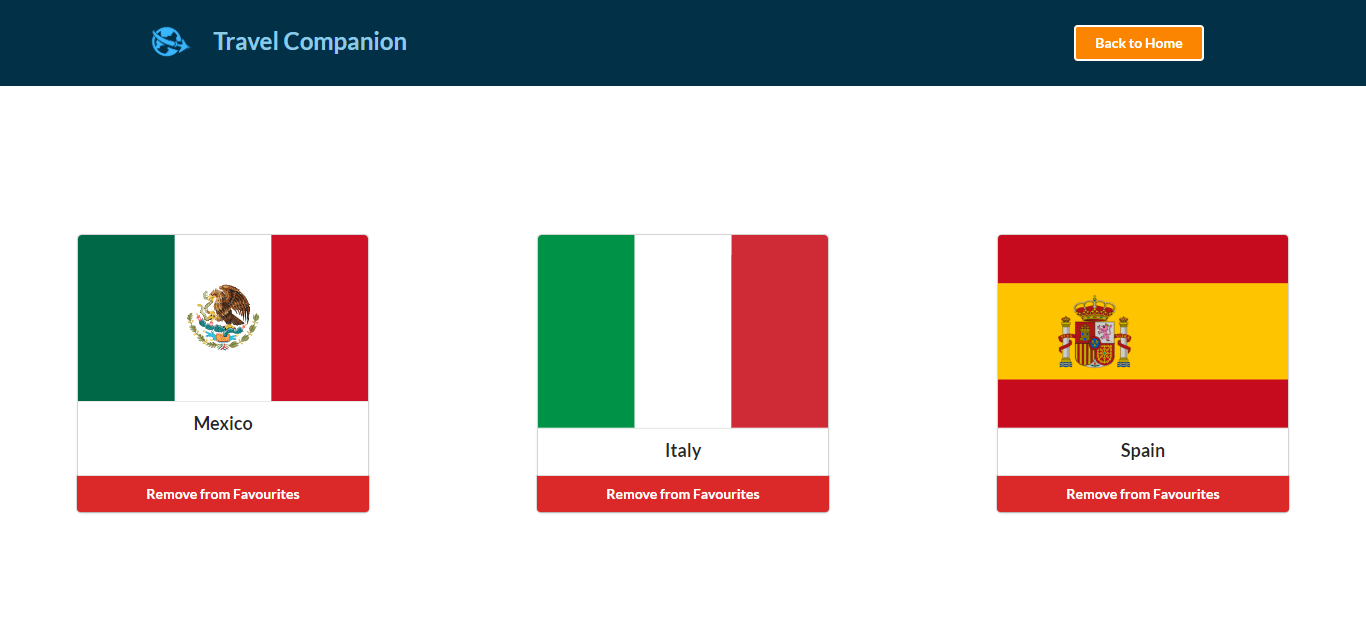 Travel Companion
Back to Home
Mexico
Italy
Spain
Remove from Favourites
Remove from Favourites
Remove from Favourites